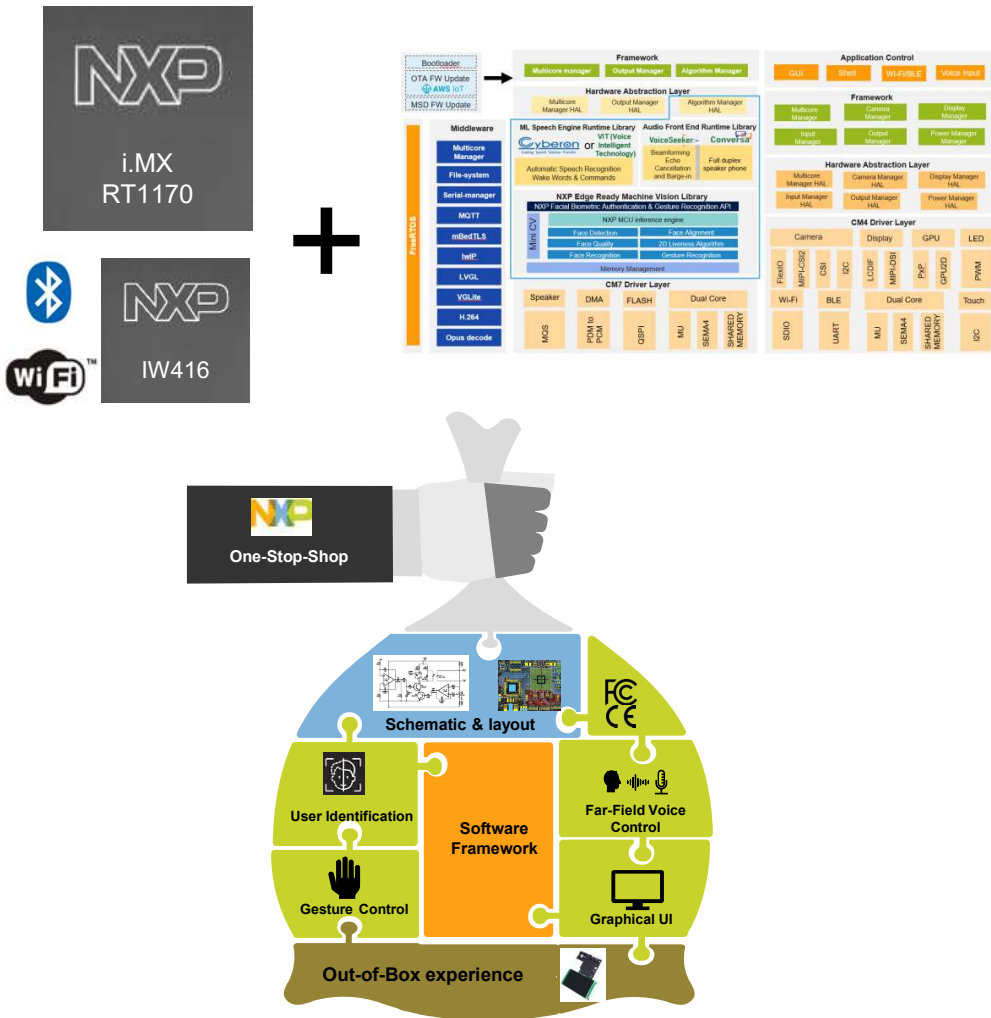 NXP
i.MX
RT1170
WiFi™
NXP
IW416
Bootloader
OTA FW Update
AWS IoT
MSD FW Update
FreeRTOS
Middleware
Multicore
Manager
File-system
Serial-manager
MQTT
mBedTLS
lwIP
LVGL
VGLite
H.264
Opus decode
Framework
Multicore manager
Output Manager
Algorithm Manager
Hardware Abstraction Layer
Multicore
Manager HAL
Output Manager
HAL
Algorithm Manager
HAL
ML Speech Engine Runtime Library
Cyberon
Leading Speech Solution Provider
or
VIT (Voice
Intelligent
Technology)
Automatic Speech Recognition
Wake Words & Commands
Audio Front End Runtime Library
VoiceSeeker
Conversa
Beamforming
Echo
Cancellation
and Barge-in
Full duplex
speaker phone
NXP Edge Ready Machine Vision Library
NXP Facial Biometric Authentication & Gesture Recognition API
Mini CV
NXP MCU inference engine
Face Detection
Face Alignment
Face Quality
2D Liveness Algorithm
Face Recognition
Gesture Recognition
Memory Management
CM7 Driver Layer
Speaker
DMA
FLASH
Dual Core
MQS
PDM to
PCM
QSPI
MU
SEMA4
SHARED
MEMORY
Application Control
GUI
Shell
WI-FI/BLE
Voice Input
Framework
Multicore
Manager
Camera
Manager
Display
Manager
Input
Manager
Output
Manager
Power Manager
Manager
Hardware Abstraction Layer
Multicore
Manager HAL
Camera Manager
HAL
Display Manager
HAL
Input Manager
HAL
Output Manager
HAL
Power Manager
HAL
CM4 Driver Layer
Camera
Display
GPU
LED
FlexIO
MIPI-CSI2
CSI
I2C
LCDIF
MIPI-DSI
PxP
GPU2D
PWM
Wi-Fi
BLE
Dual Core
Touch
SDIO
UART
MU
SEMA4
SHARED
MEMORY
I2C
NXP
One-Stop-Shop
Schematic & layout
FC
CE
User Identification
Software
Framework
Far-Field Voice
Control
Gesture Control
Graphical UI
Out-of-Box experience